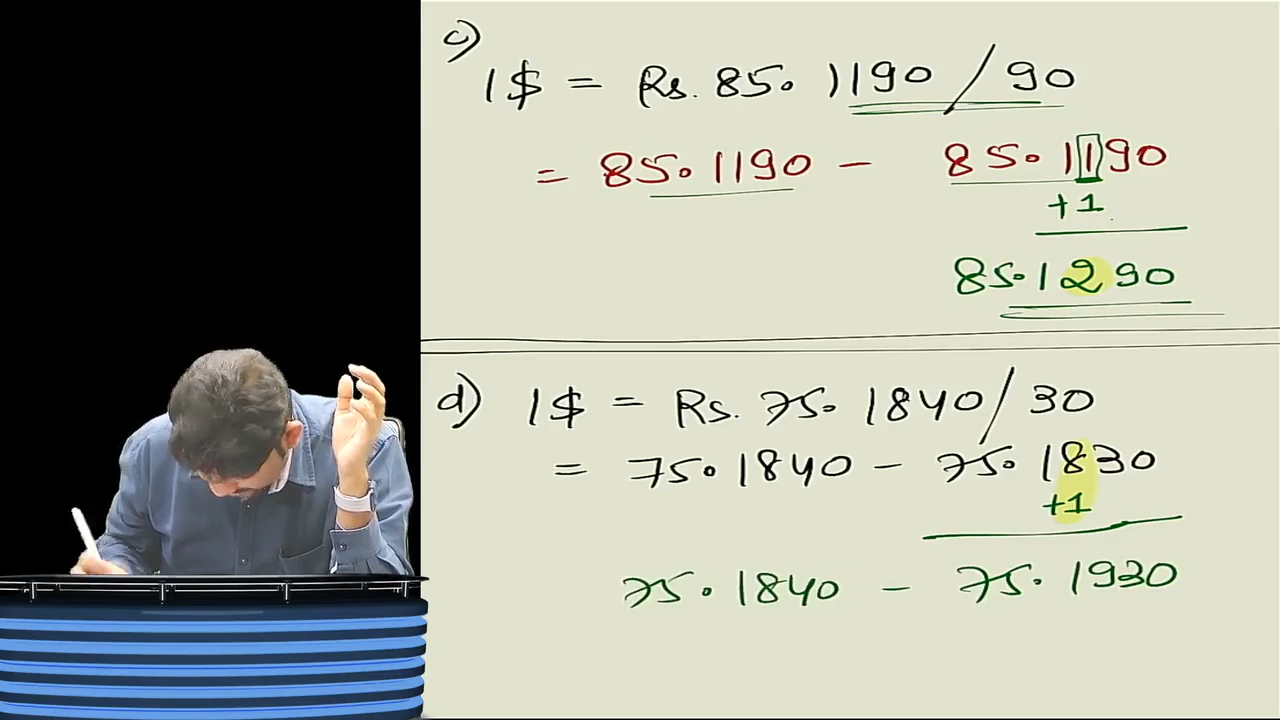 c)
1$ = Rs. 85.1190/90
= 85.1190 - 85.1190
+1
85.1290
d) 1$ = Rs. 75.1840/30
= 75.1840 - 75.1830
+1
75.1840 - 75.1930